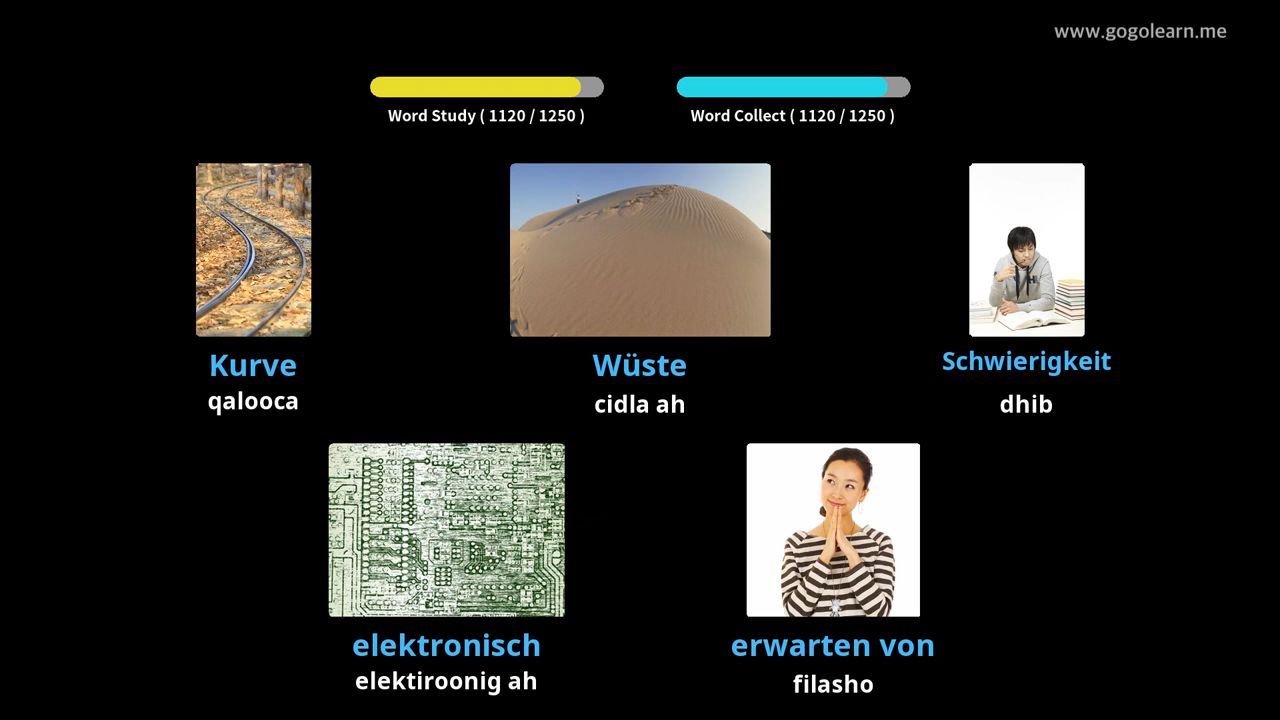 www.gogolearn.me
Word Study ( 1120 / 1250 )
Word Collect ( 1120 / 1250 )
Kurve
qalooca
Wüste
cidla ah
Schwierigkeit
dhib
elektronisch
elektiroonig ah
erwarten von
filasho